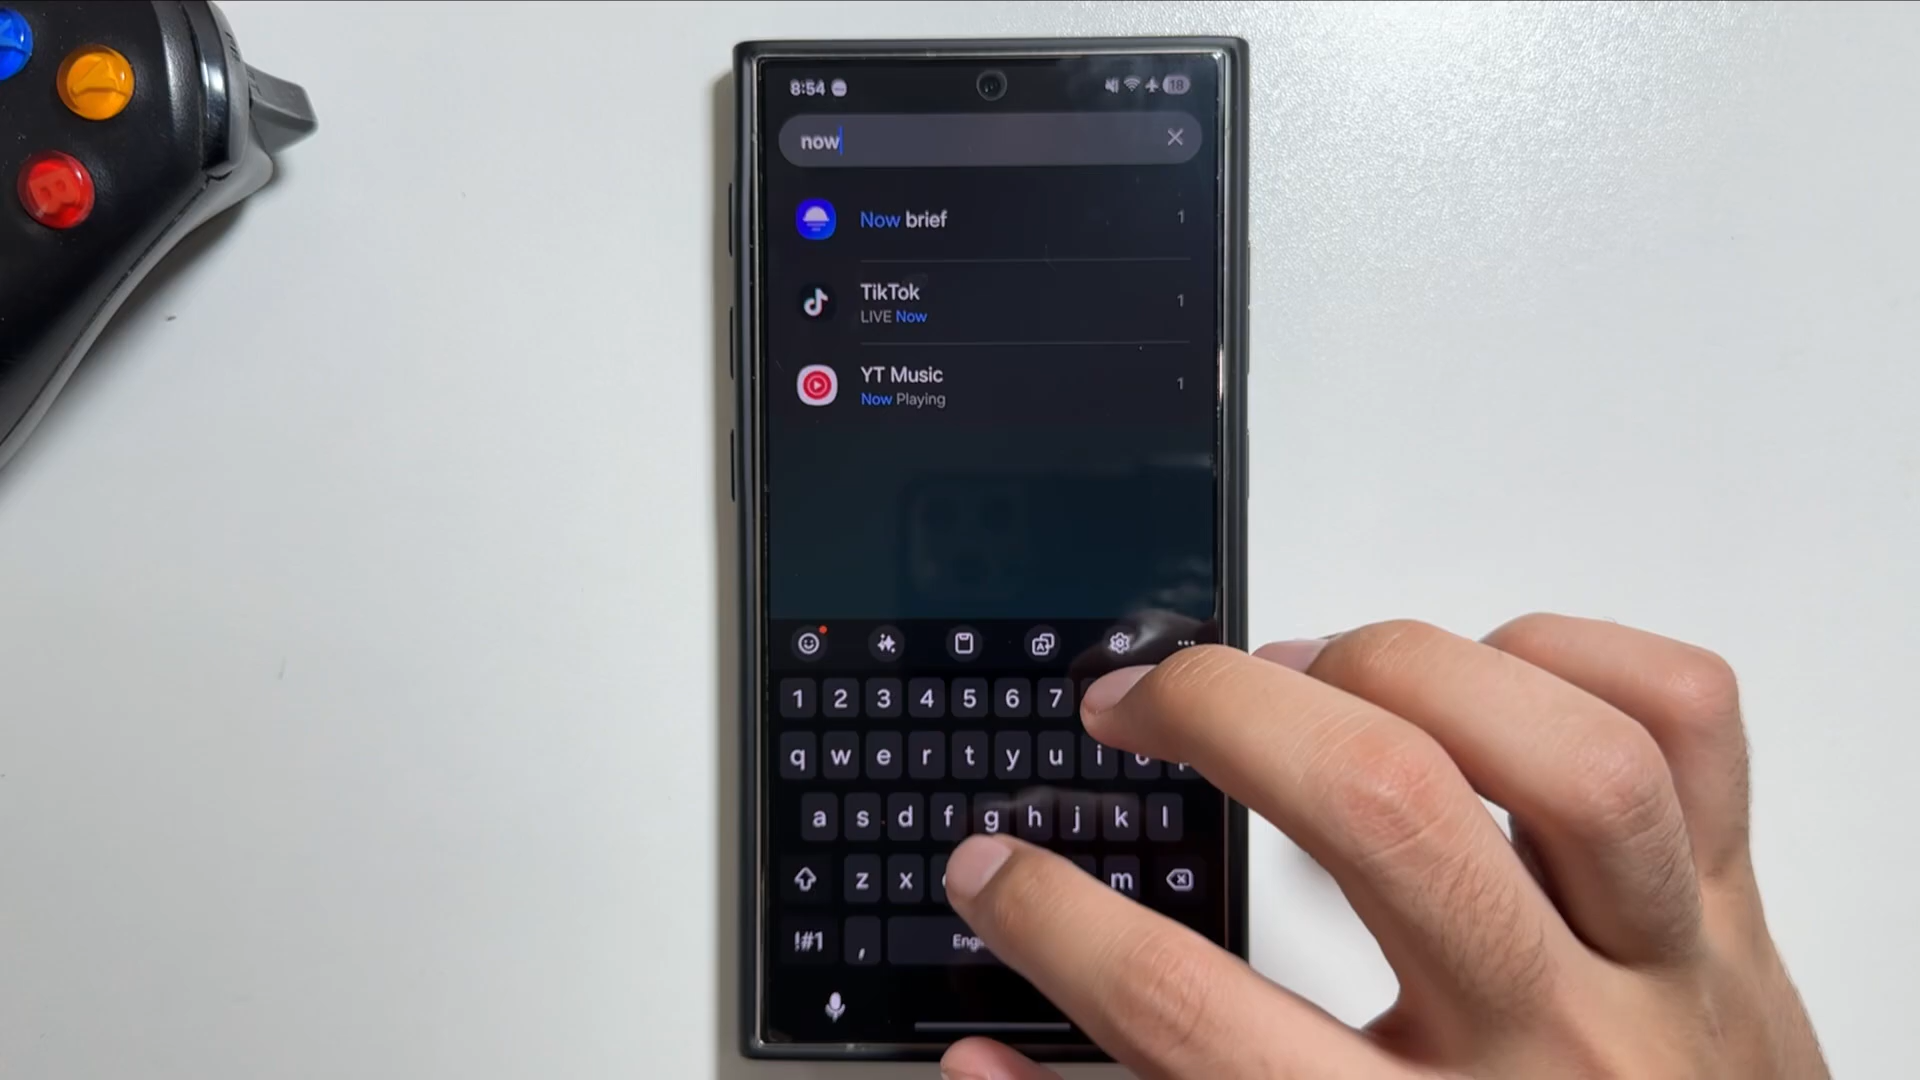 8:54
18
now
Now brief
1
TikTok
LIVE Now
1
YT Music
Now Playing
1
1 2 3 4 5 6 7
q w e r t y u i
a s d f g h j k l
z x m
!#1 ,
B